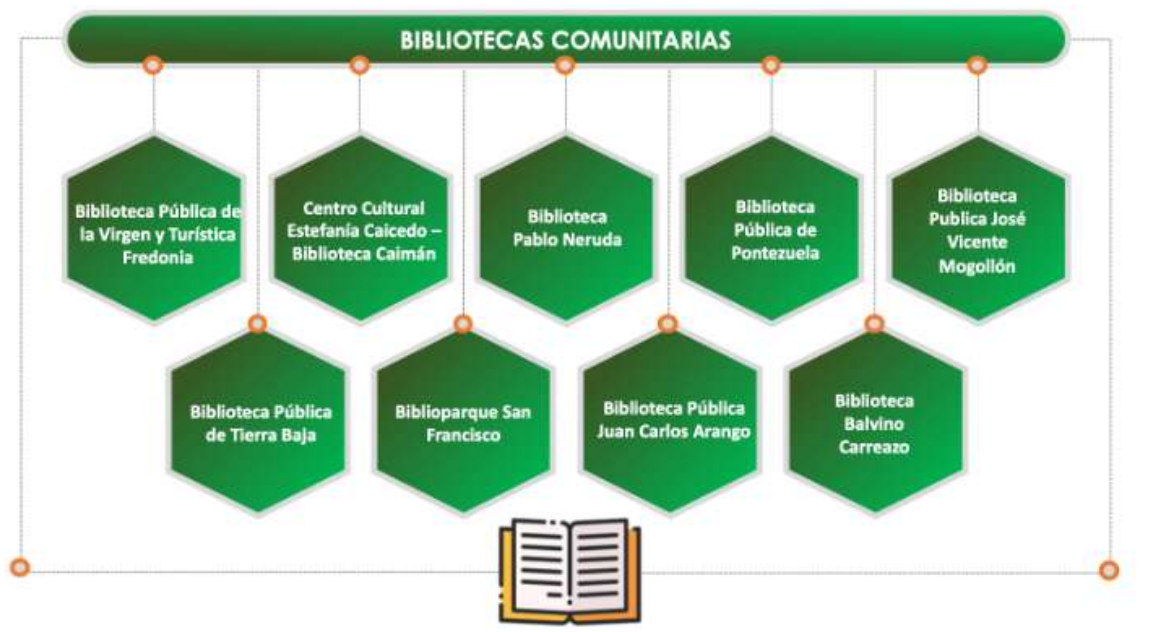 BIBLIOTECAS COMUNITARIAS
Biblioteca Pública de
la Virgen y Turística
Fredonia
Centro Cultural
Estefanía Caicedo –
Biblioteca Caimán
Biblioteca
Pablo Neruda
Biblioteca
Pública de
Pontezuela
Biblioteca
Publica José
Vicente
Mogollón
Biblioteca Pública
de Tierra Baja
Biblioparque San
Francisco
Biblioteca Pública
Juan Carlos Arango
Biblioteca
Balvino
Carreazo